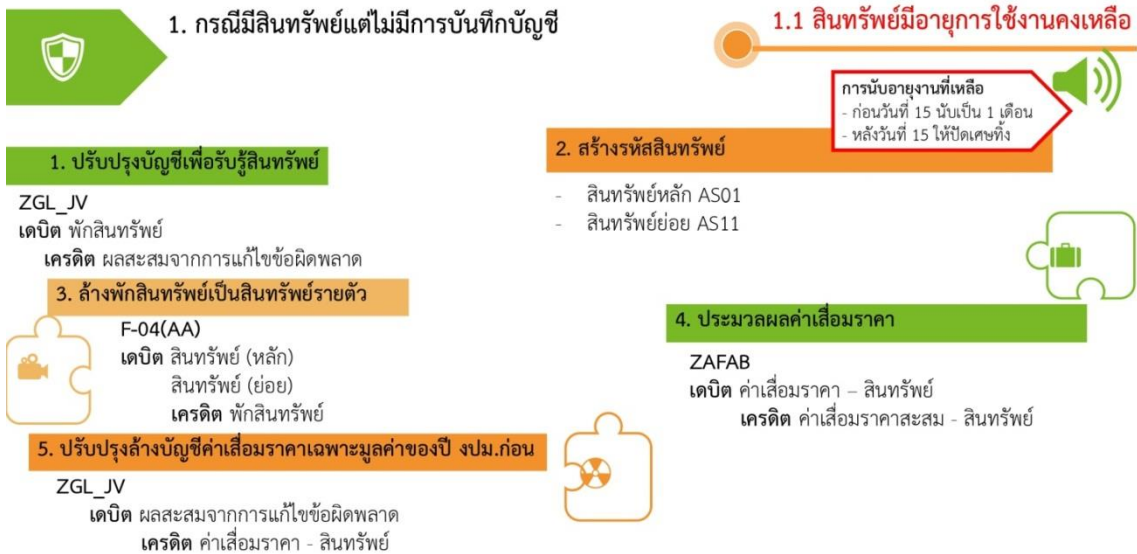 1. กรณีมีสินทรัพย์แต่ไม่มีการบันทึกบัญชี
1.1 สินทรัพย์มีอายุการใช้งานคงเหลือ
การนับอายุงานที่เหลือ
- ก่อนวันที่ 15 นับเป็น 1 เดือน
- หลังวันที่ 15 ให้ปัดเศษทิ้ง
1. ปรับปรุงบัญชีเพื่อรับรู้สินทรัพย์
ZGL_JV
เดบิต พักสินทรัพย์
เครดิต ผลสะสมจากการแก้ไขข้อผิดพลาด
2. สร้างรหัสสินทรัพย์
- สินทรัพย์หลัก AS01
- สินทรัพย์ย่อย AS11
3. ล้างพักสินทรัพย์เป็นสินทรัพย์รายตัว
F-04(AA)
เดบิต สินทรัพย์ (หลัก)
สินทรัพย์ (ย่อย)
เครดิต พักสินทรัพย์
4. ประมวลผลค่าเสื่อมราคา
ZAFAB
เดบิต ค่าเสื่อมราคา – สินทรัพย์
เครดิต ค่าเสื่อมราคาสะสม - สินทรัพย์
5. ปรับปรุงล้างบัญชีค่าเสื่อมราคาเฉพาะมูลค่าของปี งปม.ก่อน
ZGL_JV
เดบิต ผลสะสมจากการแก้ไขข้อผิดพลาด
เครดิต ค่าเสื่อมราคา - สินทรัพย์